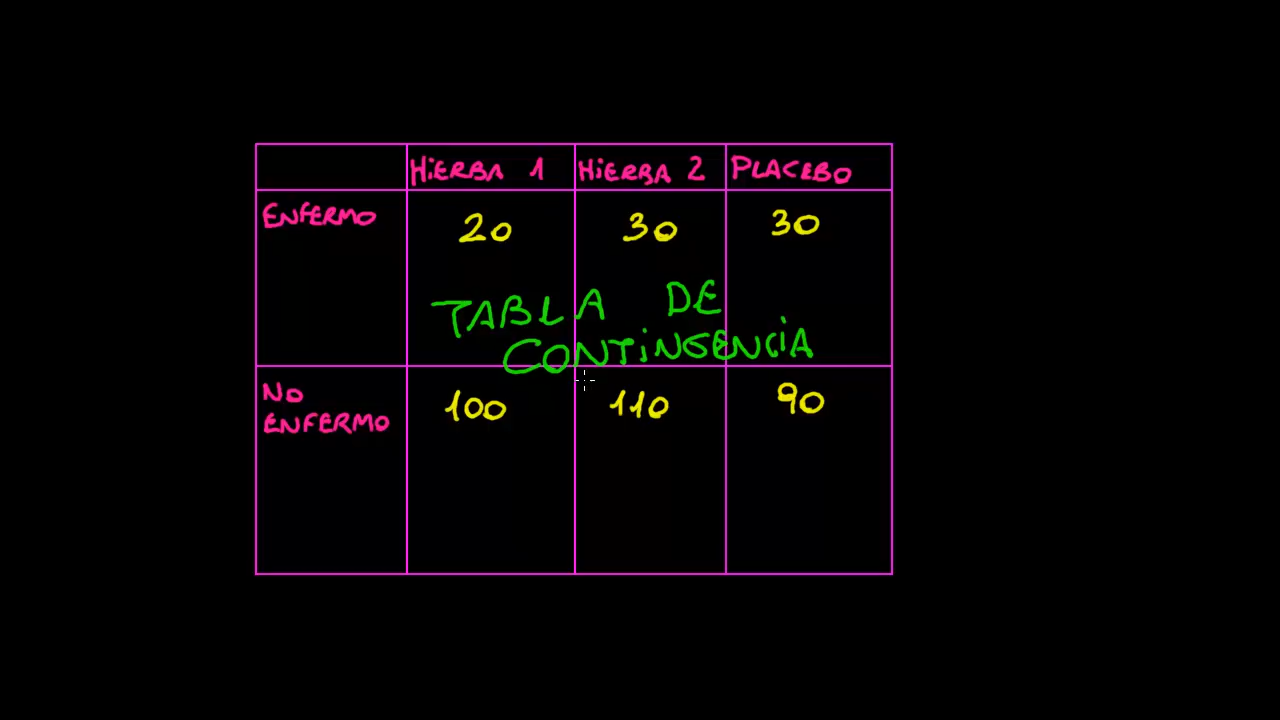 HiERBA 1 HiERBA 2 PLACEBO
ENFERMO 20 30 30
TABLA DE
CONTiNGENCiA
NO
ENFERMO 100 110 90